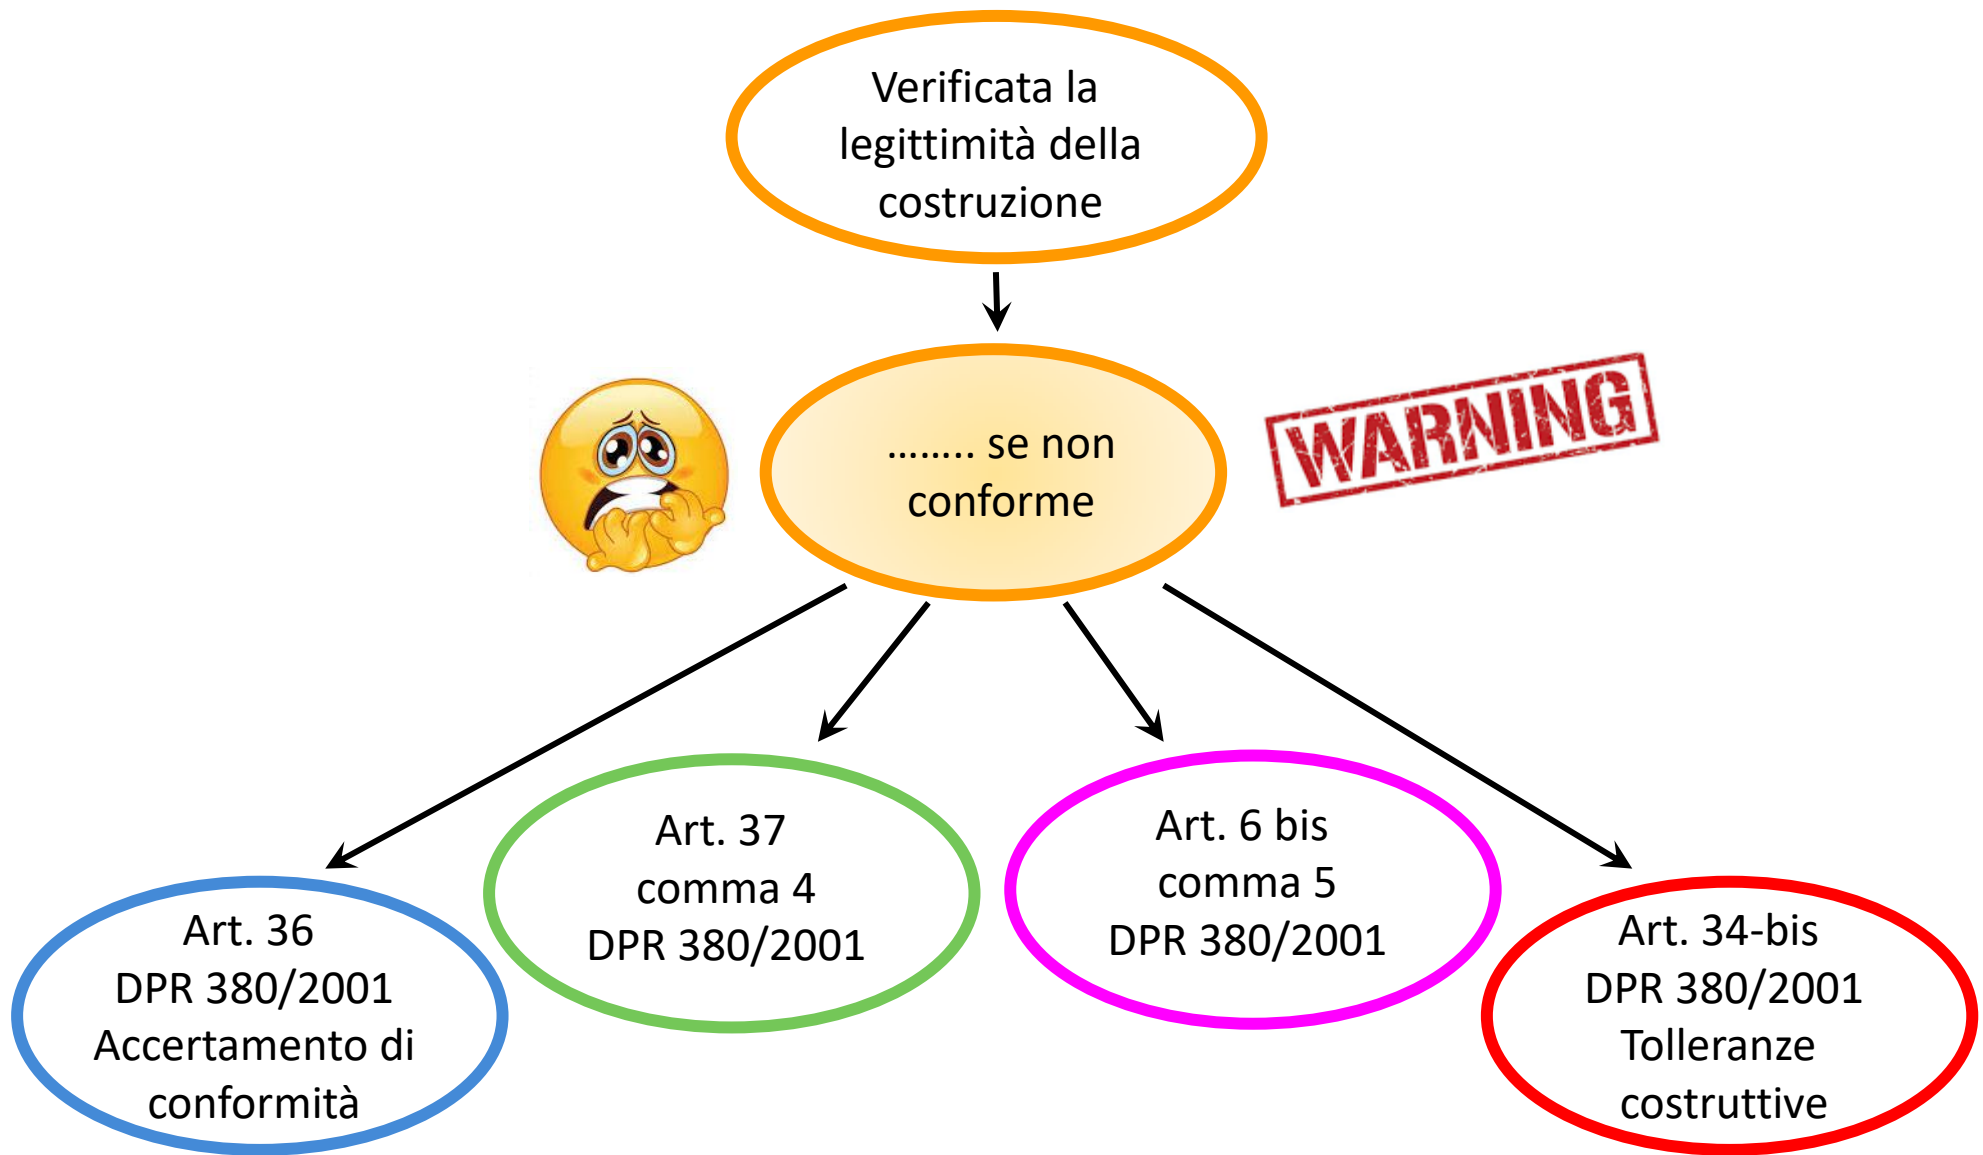 Verificata la
legittimità della
costruzione
…….. se non
conforme
WARNING
Art. 37
comma 4
DPR 380/2001
Art. 6 bis
comma 5
DPR 380/2001
Art. 36
DPR 380/2001
Accertamento di
conformità
Art. 34-bis
DPR 380/2001
Tolleranze
costruttive